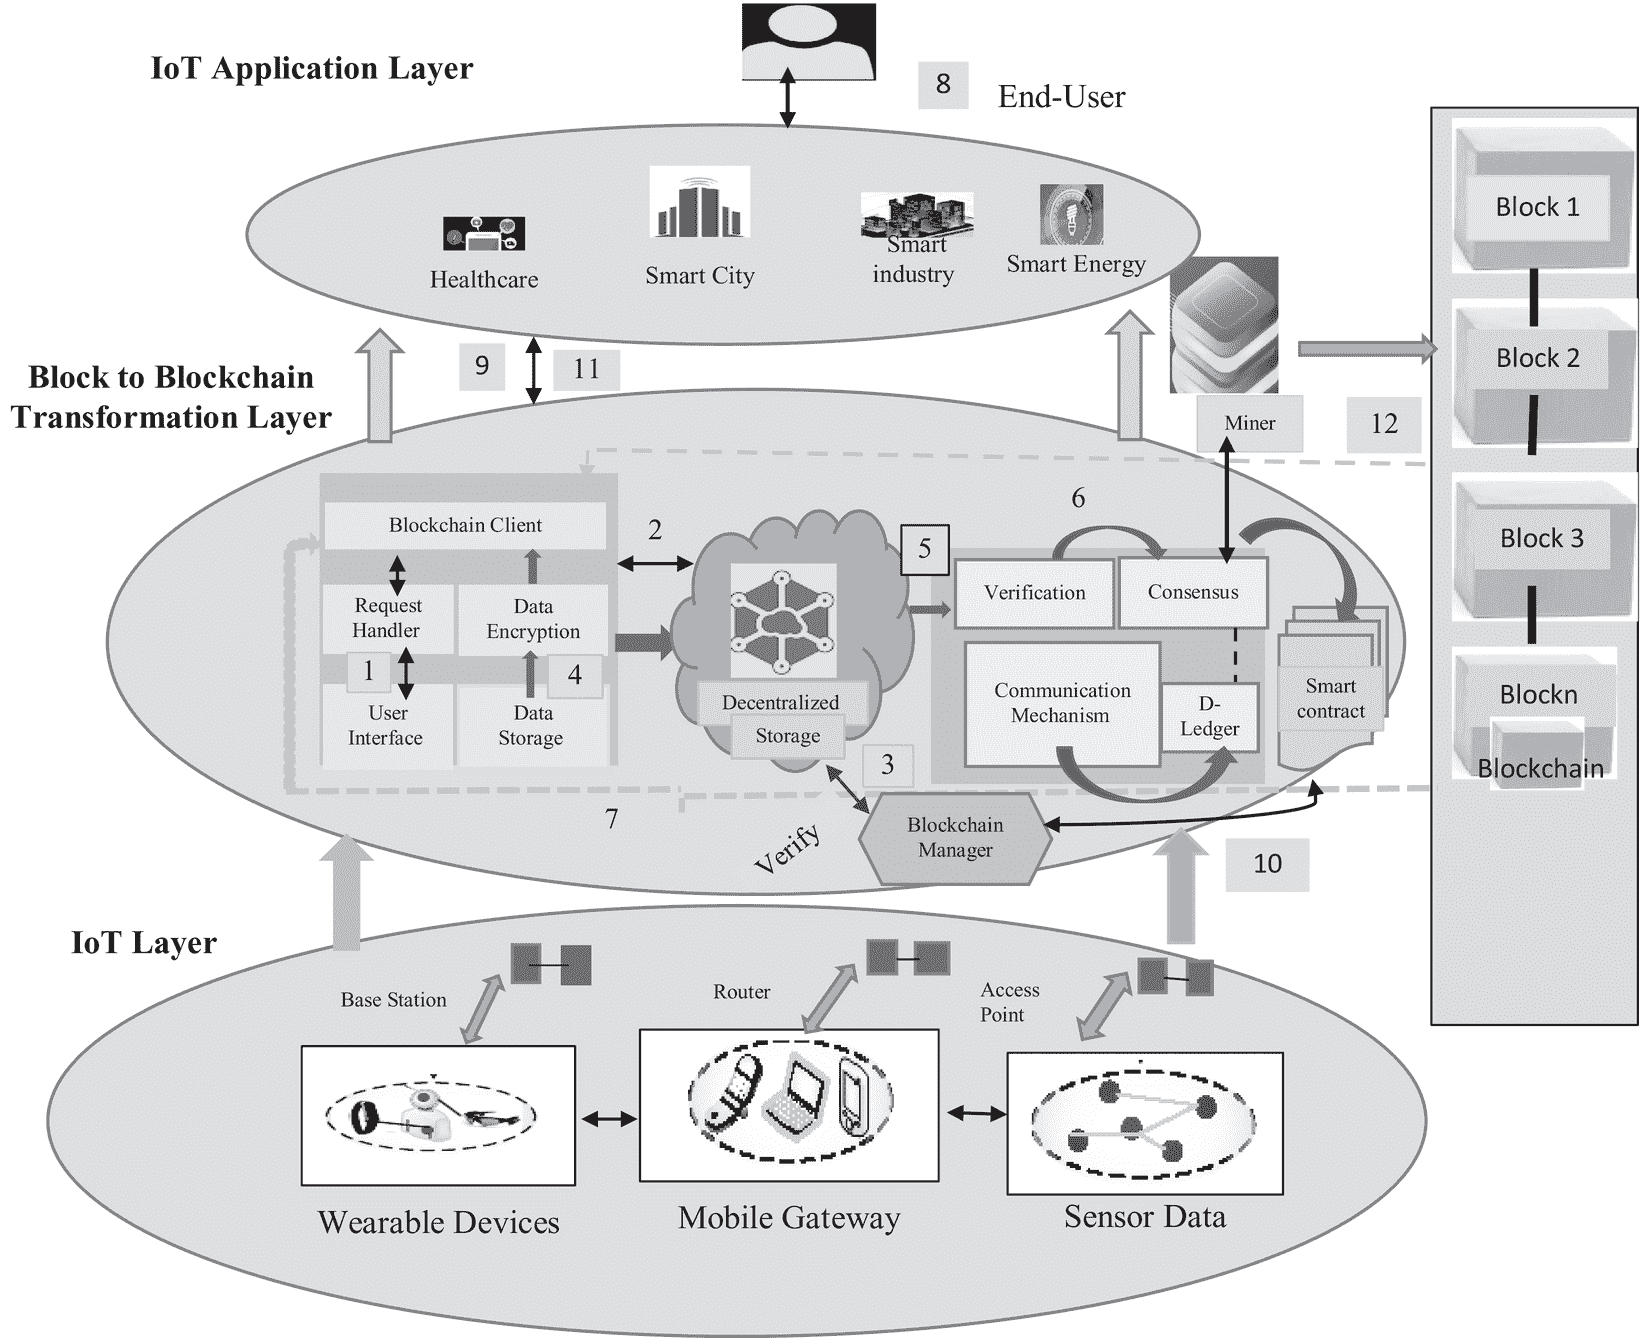 IoT Application Layer
8
End-User
Healthcare
Smart City
Smart
industry
Smart Energy
Block to Blockchain
Transformation Layer
9
11
Miner
12
Block 1
Block 2
Block 3
Blockn
Blockchain
Blockchain Client
Request
Handler
Data
Encryption
1
4
User
Interface
Data
Storage
2
Decentralized
Storage
3
5
6
Verification
Consensus
Communication
Mechanism
D-
Ledger
Smart
contract
7
Verify
Blockchain
Manager
10
IoT Layer
Base Station
Router
Access
Point
Wearable Devices
Mobile Gateway
Sensor Data